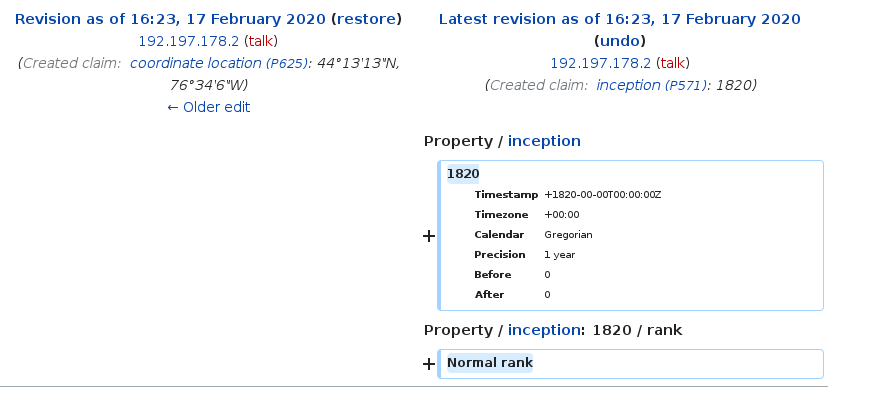 Revision as of 16:23, 17 February 2020 (restore)
192.197.178.2 (talk)
(Created claim: coordinate location (P625): 44°13'13"N,
76°34'6"W)
← Older edit
Latest revision as of 16:23, 17 February 2020
(undo)
192.197.178.2 (talk)
(Created claim: inception (P571): 1820)
Property / inception
+
1820
Timestamp +1820-00-00T00:00:00Z
Timezone +00:00
Calendar Gregorian
Precision 1 year
Before 0
After 0
Property / inception: 1820 / rank
+
Normal rank